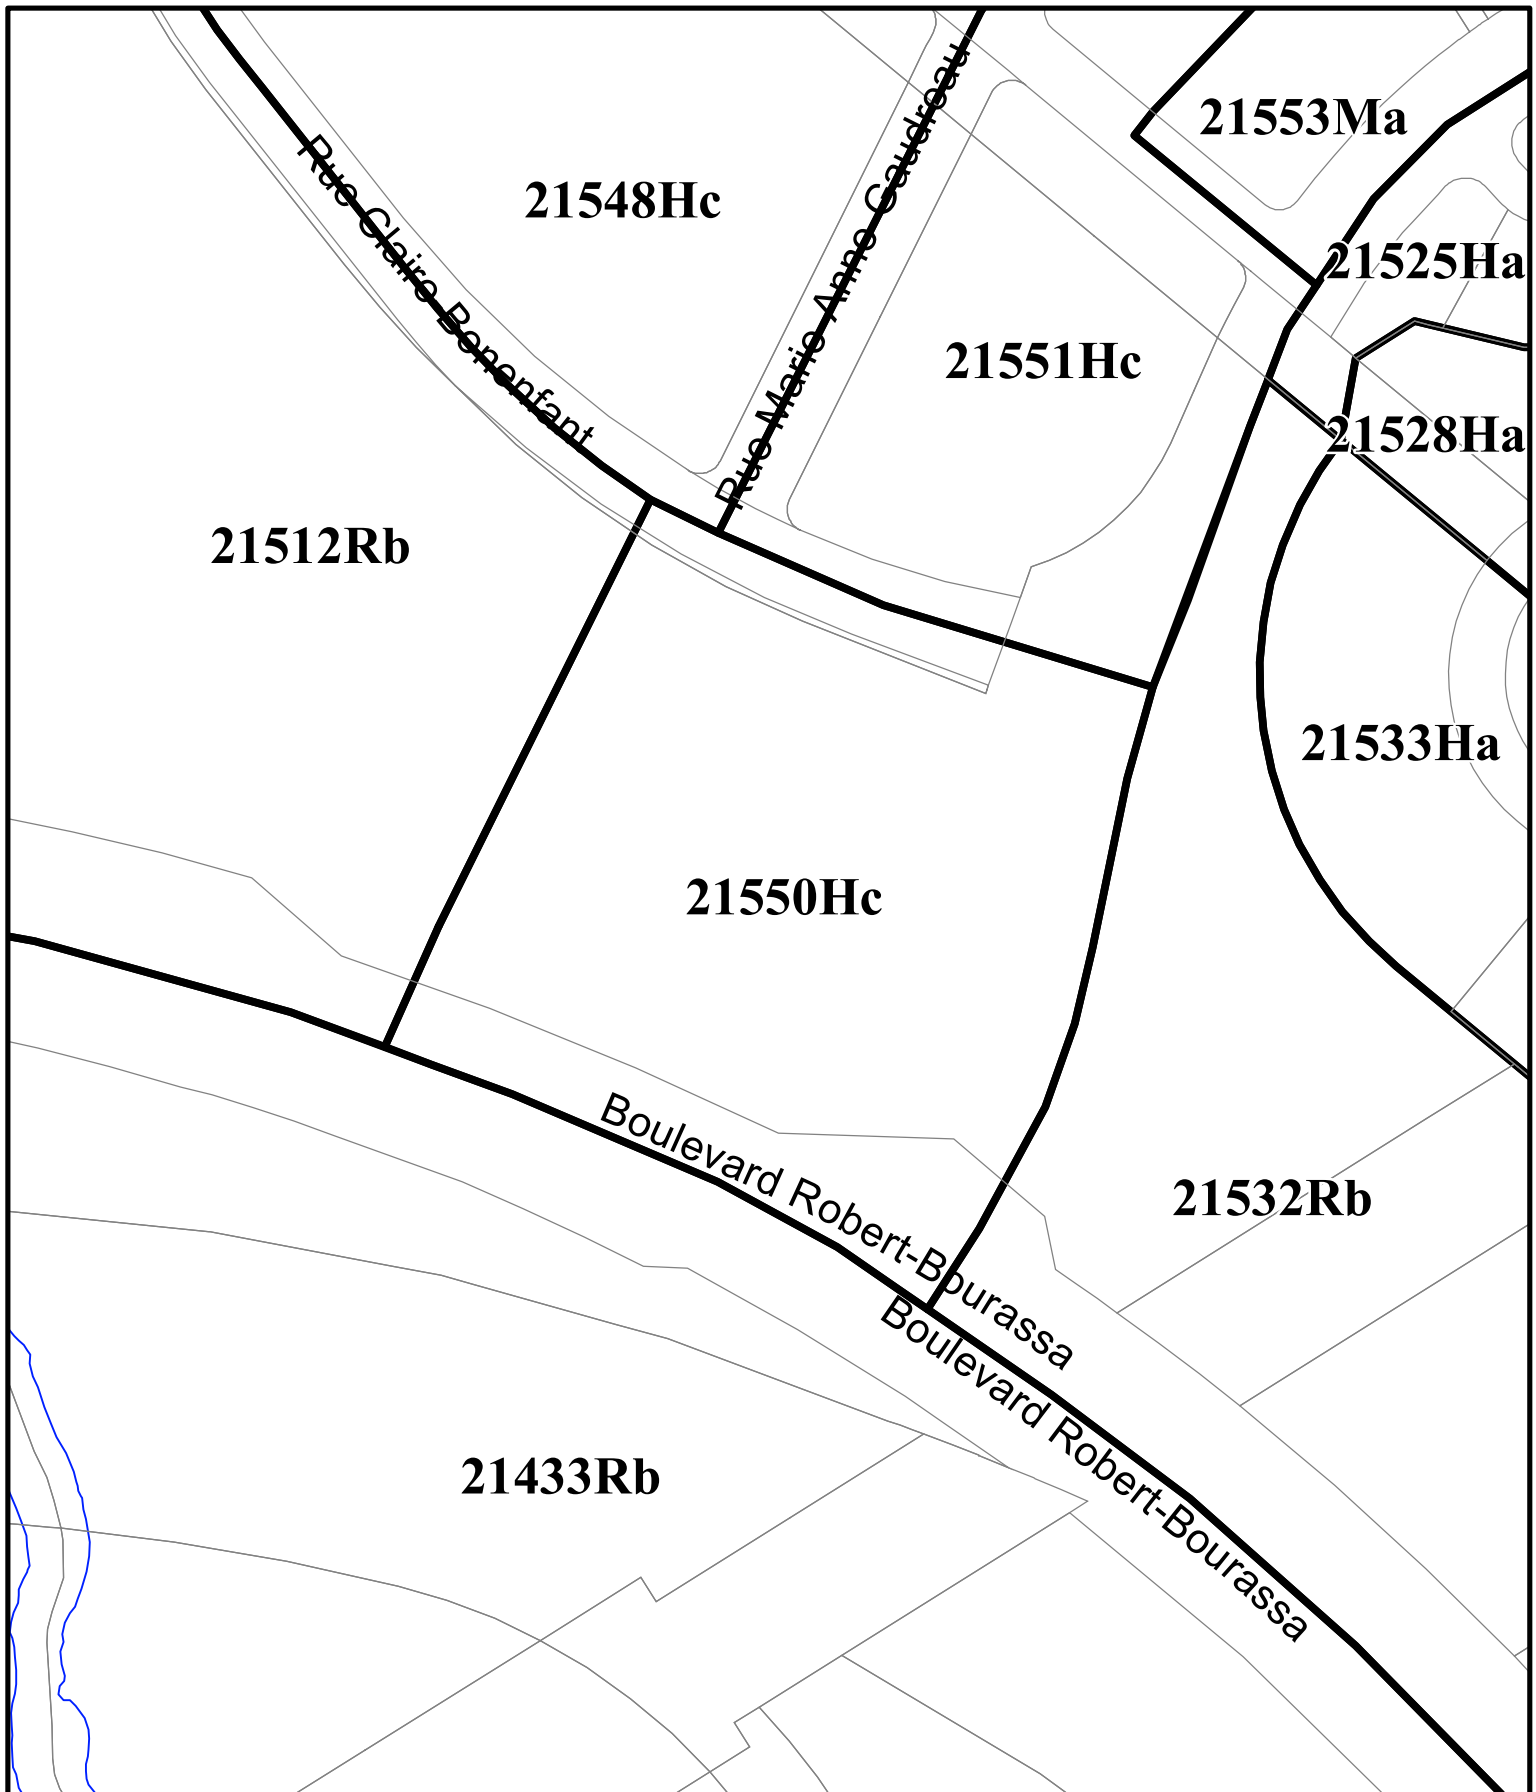 21553Ma
21548Hc
Rue Marie Anne Gaudreau
Rue Claire Bonenfant
21525Ha
21551Hc
21528Ha
21512Rb
21533Ha
21550Hc
Boulevard Robert-Bourassa
21532Rb
Boulevard Robert-Bourassa
21433Rb